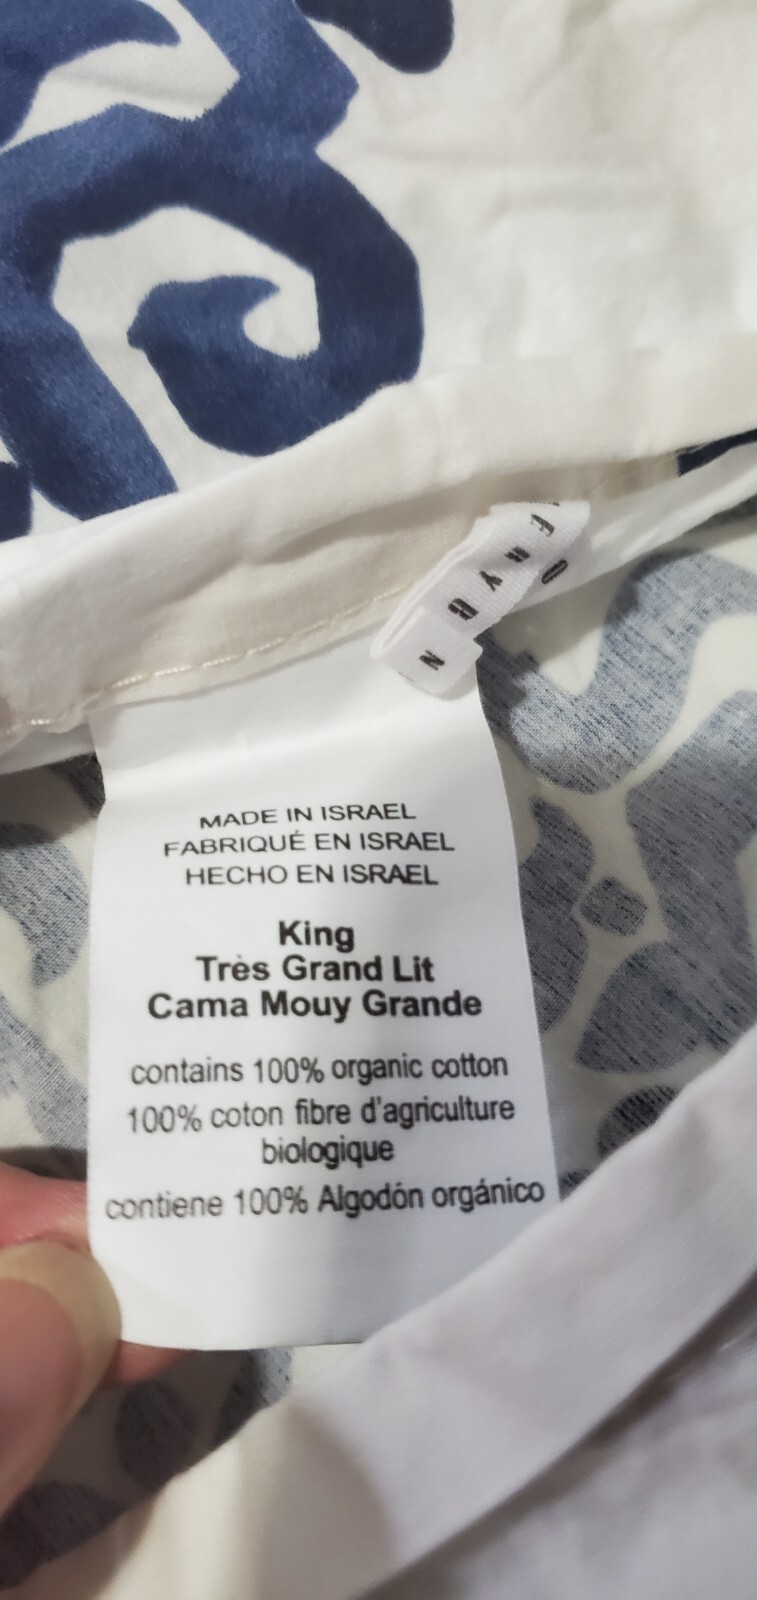 MADE IN ISRAEL
FABRIQUÉ EN ISRAEL
HECHO EN ISRAEL
King
Très Grand Lit
Cama Mouy Grande
contains 100% organic cotton
100% coton fibre d'agriculture
biologique
contiene 100% Algodón orgánico